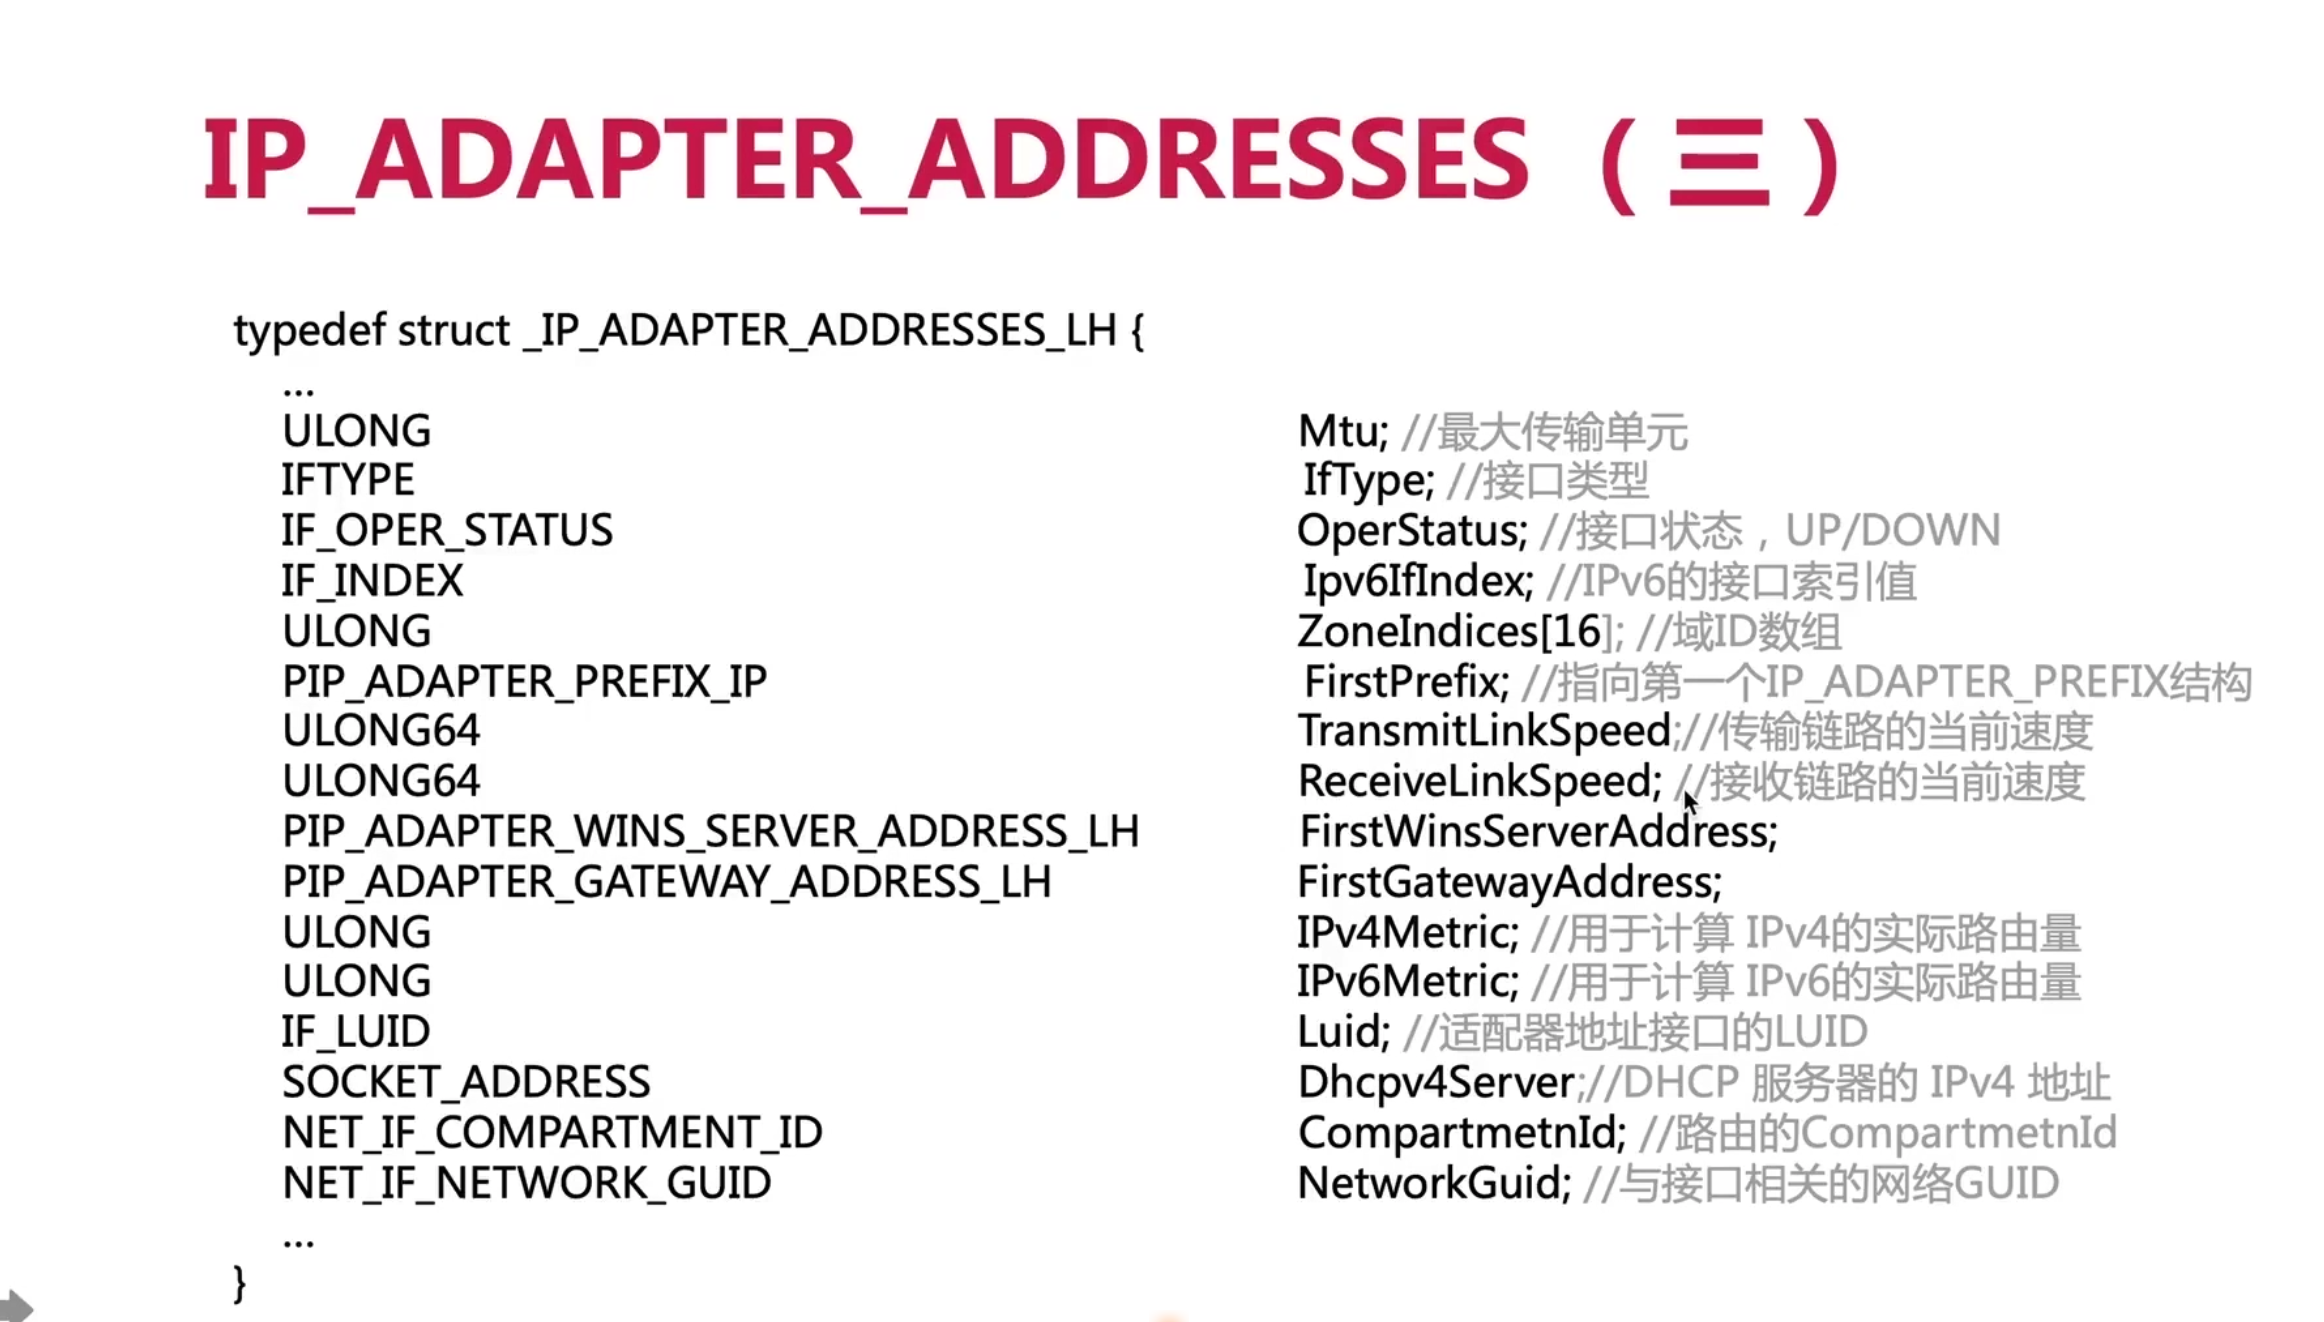 IP_ADAPTER_ADDRESSES（三）
typedef struct _IP_ADAPTER_ADDRESSES_LH {
...
ULONG Mtu; //最大传输单元
IFTYPE IfType; //接口类型
IF_OPER_STATUS OperStatus; //接口状态，UP/DOWN
IF_INDEX Ipv6IfIndex; //IPv6的接口索引值
ULONG ZoneIndices[16]; //域ID数组
PIP_ADAPTER_PREFIX_IP FirstPrefix; //指向第一个IP_ADAPTER_PREFIX结构
ULONG64 TransmitLinkSpeed;//传输链路的当前速度
ULONG64 ReceiveLinkSpeed; //接收链路的当前速度
PIP_ADAPTER_WINS_SERVER_ADDRESS_LH FirstWinsServerAddress;
PIP_ADAPTER_GATEWAY_ADDRESS_LH FirstGatewayAddress;
ULONG IPv4Metric; //用于计算 IPv4的实际路由量
ULONG IPv6Metric; //用于计算 IPv6的实际路由量
IF_LUID Luid; //适配器地址接口的LUID
SOCKET_ADDRESS Dhcpv4Server;//DHCP 服务器的 IPv4 地址
NET_IF_COMPARTMENT_ID CompartmetnId; //路由的CompartmetnId
NET_IF_NETWORK_GUID NetworkGuid; //与接口相关的网络GUID
...
}